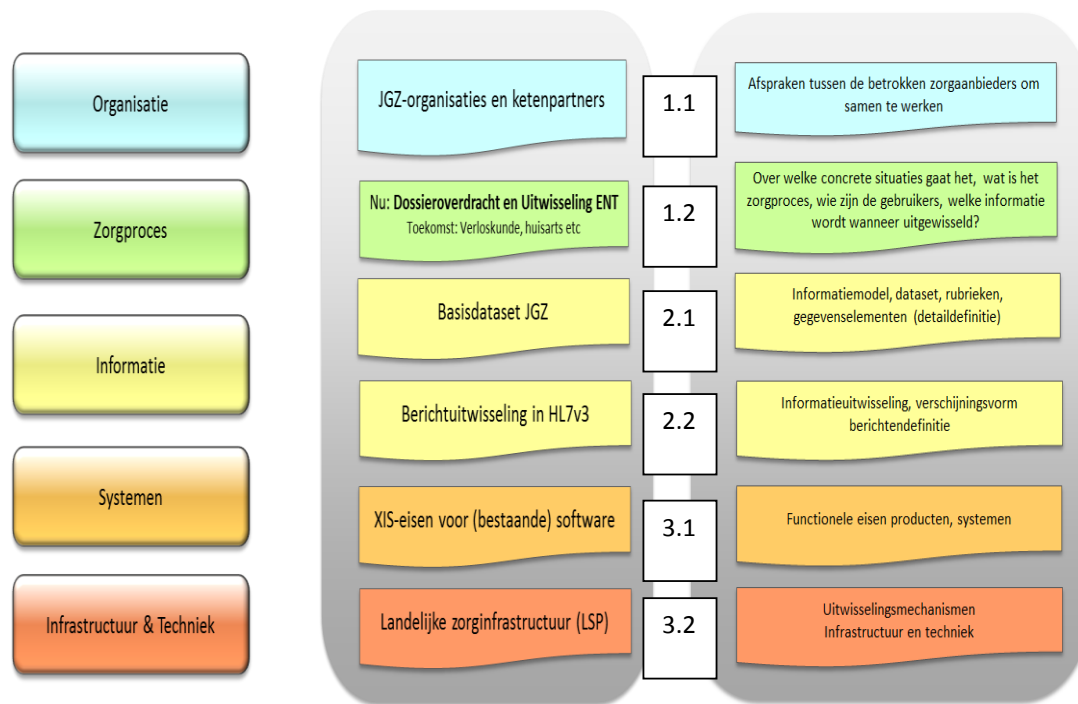 Organisatie
JGZ-organisaties en ketenpartners
1.1
Afspraken tussen de betrokken zorgaanbieders om
samen te werken
Zorgproces
Nu: Dossieroverdracht en Uitwisseling ENT
Toekomst: Verloskunde, huisarts etc
1.2
Over welke concrete situaties gaat het, wat is het
zorgproces, wie zijn de gebruikers, welke informatie
wordt wanneer uitgewisseld?
Informatie
Basisdataset JGZ
2.1
Informatiemodel, dataset, rubrieken,
gegevenselementen (detaildefinitie)
Berichtuitwisseling in HL7v3
2.2
Informatieuitwisseling, verschijningsvorm
berichtendefinitie
Systemen
XIS-eisen voor (bestaande) software
3.1
Functionele eisen producten, systemen
Infrastructuur & Techniek
Landelijke zorginfrastructuur (LSP)
3.2
Uitwisselingsmechanismen
Infrastructuur en techniek